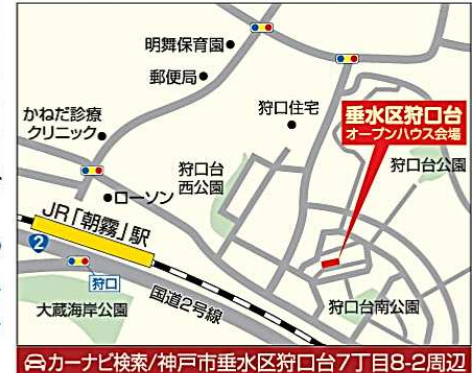 明舞保育園
郵便局
狩口住宅
かねだ診療
クリニック
垂水区狩口台
オープンハウス会場
狩口台公園
狩口台
西公園
ローソン
JR「朝霧」駅
2
狩口
国道2号線
大蔵海岸公園
狩口台南公園
カーナビ検索/神戸市垂水区狩口台7丁目8-2周辺